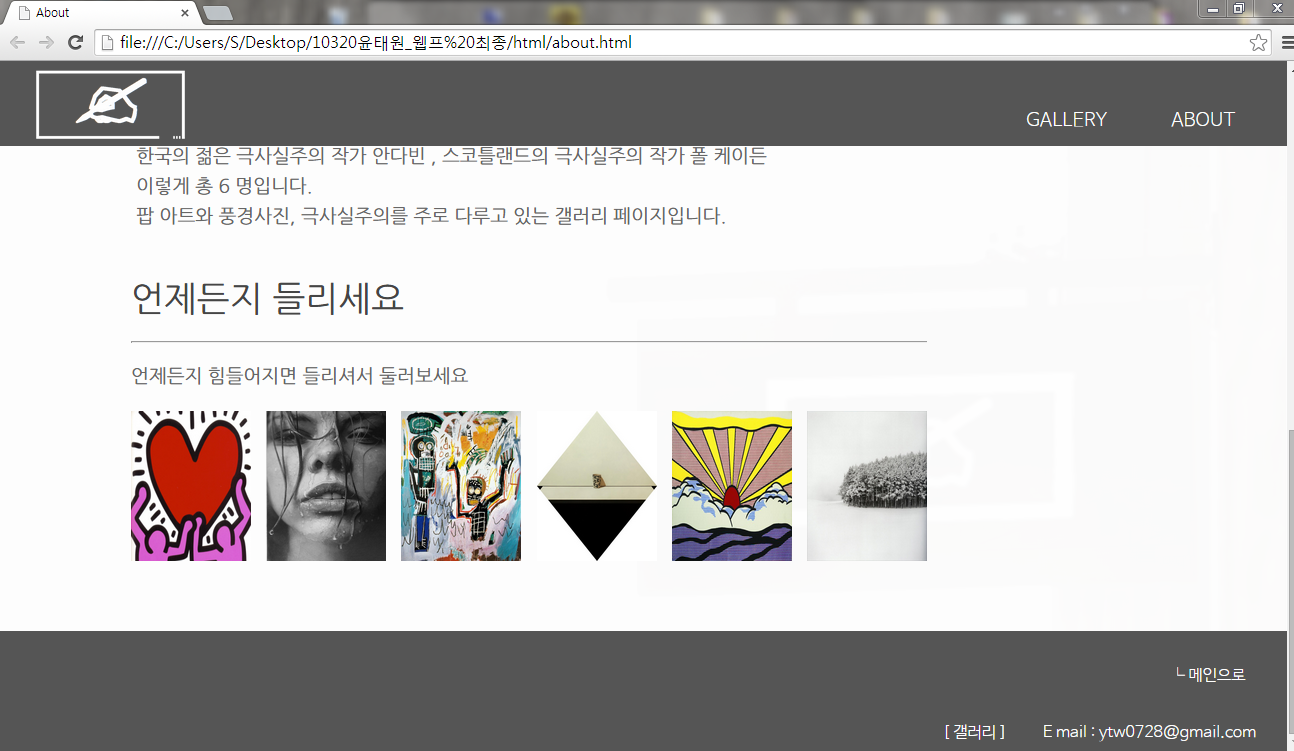 About
file:///C:/Users/S/Desktop/10320윤태원_웹프%20최종/html/about.html
GALLERY ABOUT
한국의 젊은 극사실주의 작가 안다빈 , 스코틀랜드의 극사실주의 작가 폴 케이든
이렇게 총 6 명입니다.
팝 아트와 풍경사진, 극사실주의를 주로 다루고 있는 갤러리 페이지입니다.
언제든지 들리세요
언제든지 힘들어지면 들리셔서 둘러보세요
┗ 메인으로
[ 갤러리 ] E mail : ytw0728@gmail.com